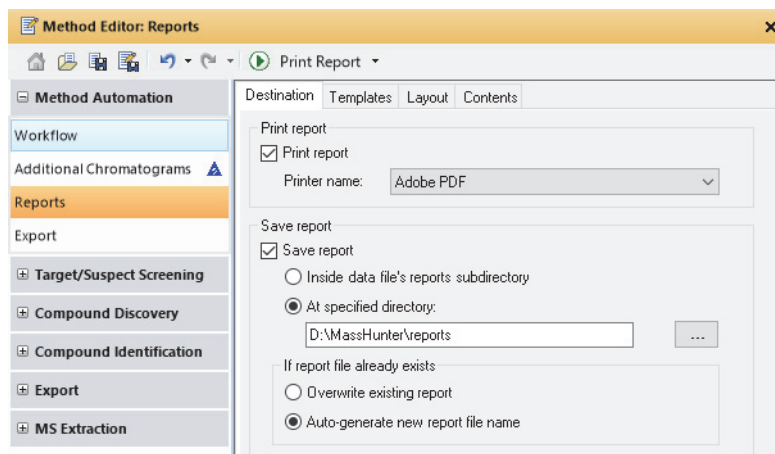 Method Editor: Reports
Print Report
Method Automation
Workflow
Additional Chromatograms
Reports
Export
Target/Suspect Screening
Compound Discovery
Compound Identification
Export
MS Extraction
Destination Templates Layout Contents
Print report
Print report
Printer name: Adobe PDF
Save report
Save report
Inside data file's reports subdirectory
At specified directory:
D:\MassHunter\reports
...
If report file already exists
Overwrite existing report
Auto-generate new report file name